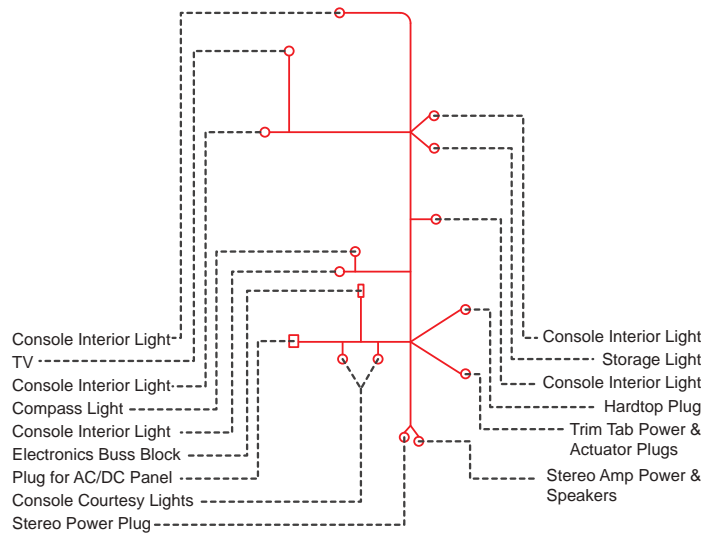 Console Interior Light
TV
Console Interior Light
Compass Light
Console Interior Light
Electronics Buss Block
Plug for AC/DC Panel
Console Courtesy Lights
Stereo Power Plug
Console Interior Light
Storage Light
Console Interior Light
Hardtop Plug
Trim Tab Power &
Actuator Plugs
Stereo Amp Power &
Speakers